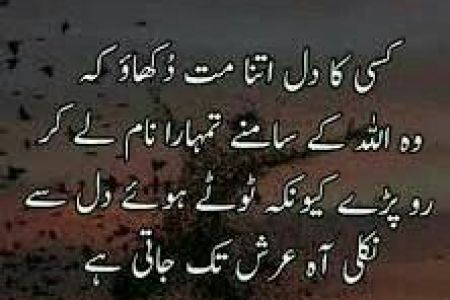 کسی کا دل اتنا مت دُکھاؤ کہ
وہ اللہ کے سامنے تمہارا نام لے کر
رو پڑے کیونکہ ٹوٹے ہوئے دل سے
نکلی آہ عرش تک جاتی ہے